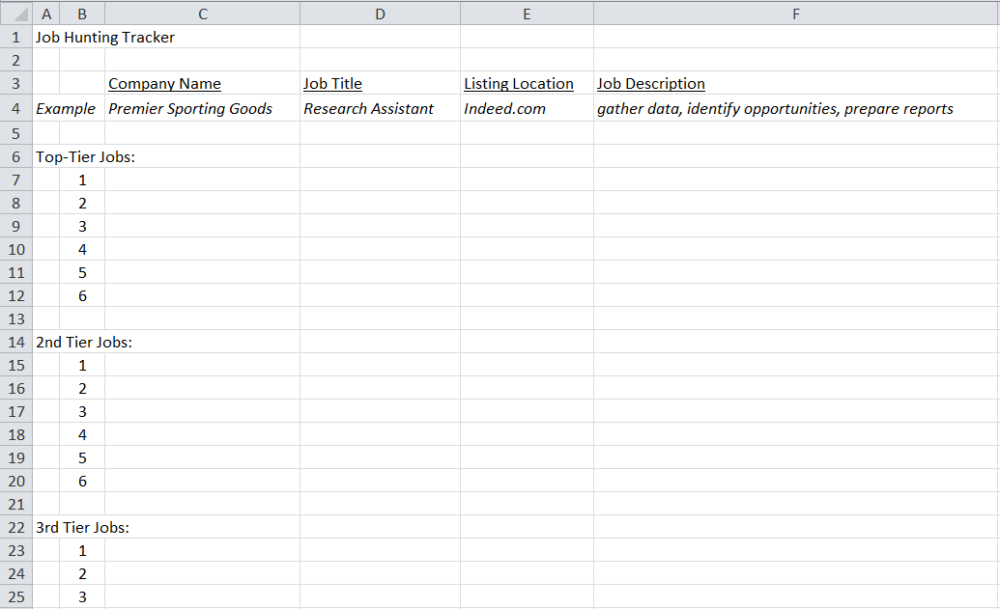 A B C D E F
1 Job Hunting Tracker
2
3 Company Name Job Title Listing Location Job Description
4 Example Premier Sporting Goods Research Assistant Indeed.com gather data, identify opportunities, prepare reports
5
6 Top-Tier Jobs:
7 1
8 2
9 3
10 4
11 5
12 6
13
14 2nd Tier Jobs:
15 1
16 2
17 3
18 4
19 5
20 6
21
22 3rd Tier Jobs:
23 1
24 2
25 3